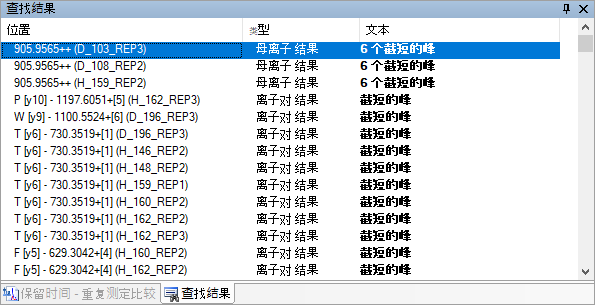 查找结果
位置 类型 文本
905.9565++ (D_103_REP3) 母离子 结果 6 个截短的峰
905.9565++ (D_108_REP2) 母离子 结果 6 个截短的峰
905.9565++ (H_159_REP2) 母离子 结果 6 个截短的峰
P [y10] - 1197.6051+[5] (H_162_REP3) 离子对 结果 截短的峰
W [y9] - 1100.5524+[6] (D_196_REP3) 离子对 结果 截短的峰
T [y6] - 730.3519+[1] (D_196_REP3) 离子对 结果 截短的峰
T [y6] - 730.3519+[1] (H_146_REP2) 离子对 结果 截短的峰
T [y6] - 730.3519+[1] (H_148_REP2) 离子对 结果 截短的峰
T [y6] - 730.3519+[1] (H_159_REP1) 离子对 结果 截短的峰
T [y6] - 730.3519+[1] (H_160_REP2) 离子对 结果 截短的峰
T [y6] - 730.3519+[1] (H_162_REP2) 离子对 结果 截短的峰
T [y6] - 730.3519+[1] (H_162_REP3) 离子对 结果 截短的峰
F [y5] - 629.3042+[4] (H_160_REP2) 离子对 结果 截短的峰
F [y5] - 629.3042+[4] (H_162_REP2) 离子对 结果 截短的峰
保留时间 - 重复测定比较 查找结果